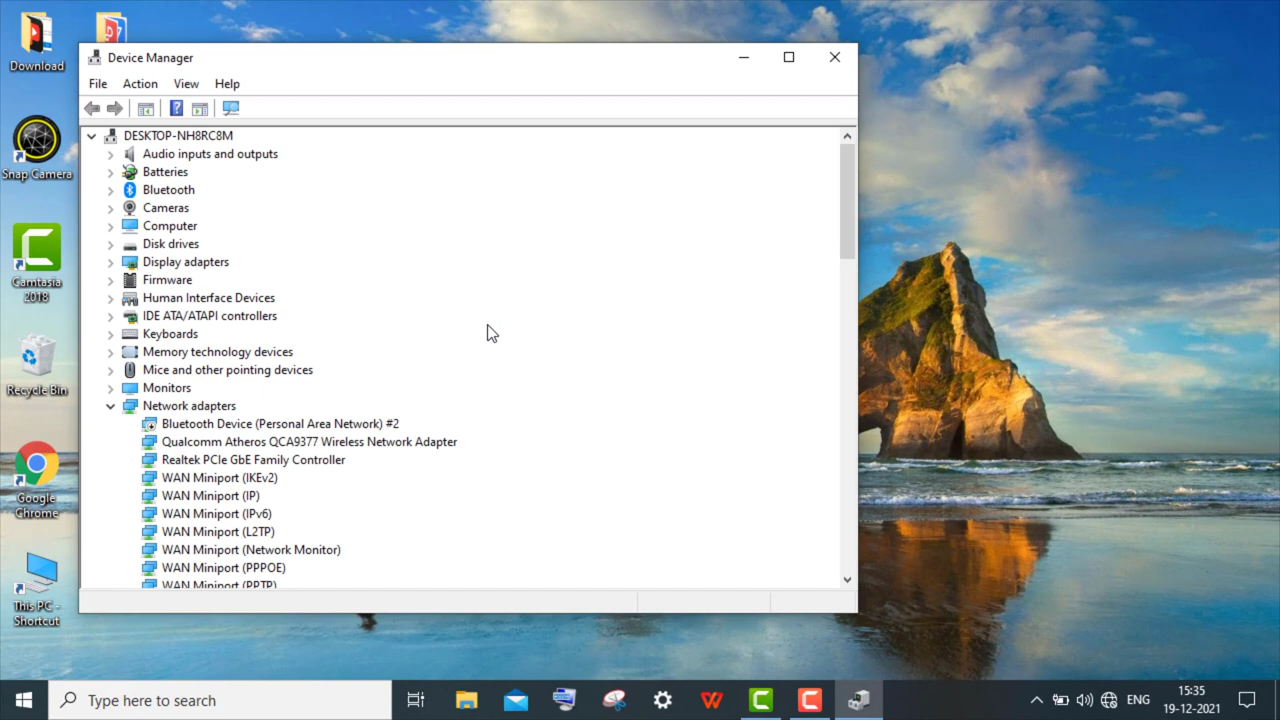 Download
Snap Camera
Camtasia
2018
Recycle Bin
Google
Chrome
This PC -
Shortcut
Device Manager
File Action View Help
DESKTOP-NH8RC8M
Audio inputs and outputs
Batteries
Bluetooth
Cameras
Computer
Disk drives
Display adapters
Firmware
Human Interface Devices
IDE ATA/ATAPI controllers
Keyboards
Memory technology devices
Mice and other pointing devices
Monitors
Network adapters
Bluetooth Device (Personal Area Network) #2
Qualcomm Atheros QCA9377 Wireless Network Adapter
Realtek PCIe GbE Family Controller
WAN Miniport (IKEv2)
WAN Miniport (IP)
WAN Miniport (IPv6)
WAN Miniport (L2TP)
WAN Miniport (Network Monitor)
WAN Miniport (PPPOE)
WAN Miniport (PPTP)
Type here to search
ENG
15:35
19-12-2021